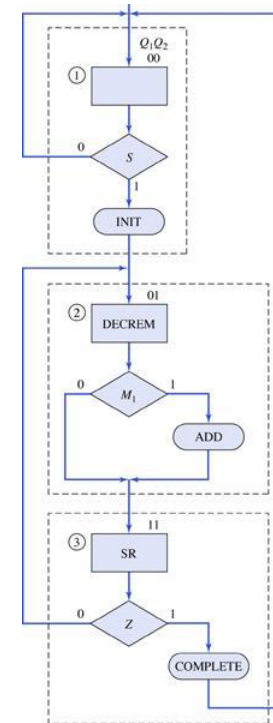 Q₁Q₂
00
①
0
S
1
INIT
01
②
DECREM
0
M₁
1
ADD
11
③
SR
0
Z
1
COMPLETE